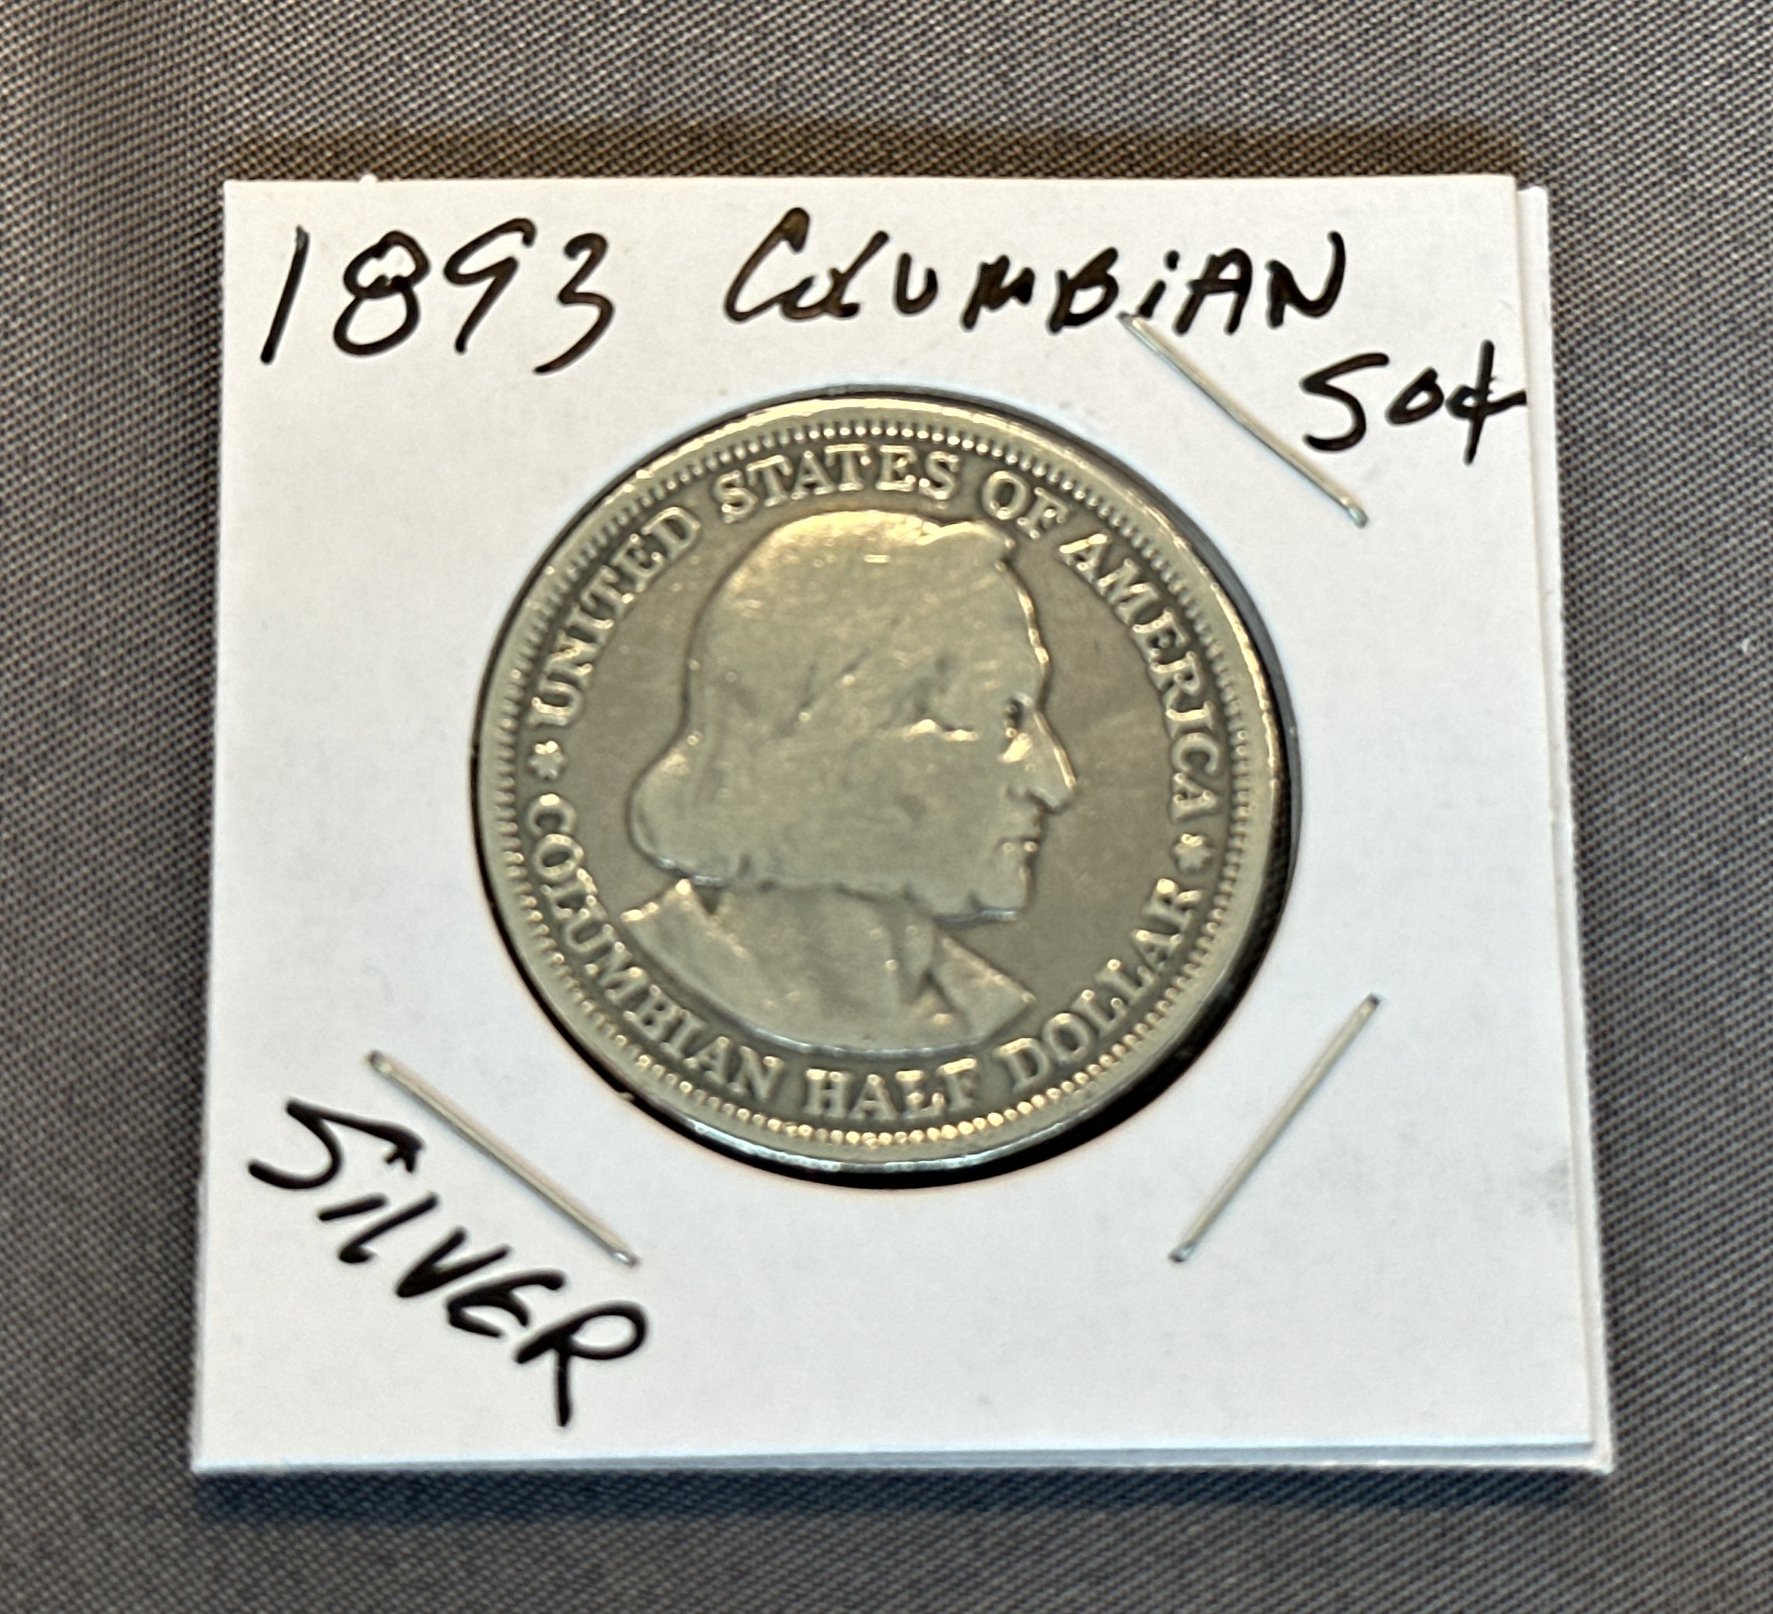 1893 COLUMBIAN
50¢
UNITED STATES OF AMERICA
* COLUMBIAN HALF DOLLAR *
SILVER